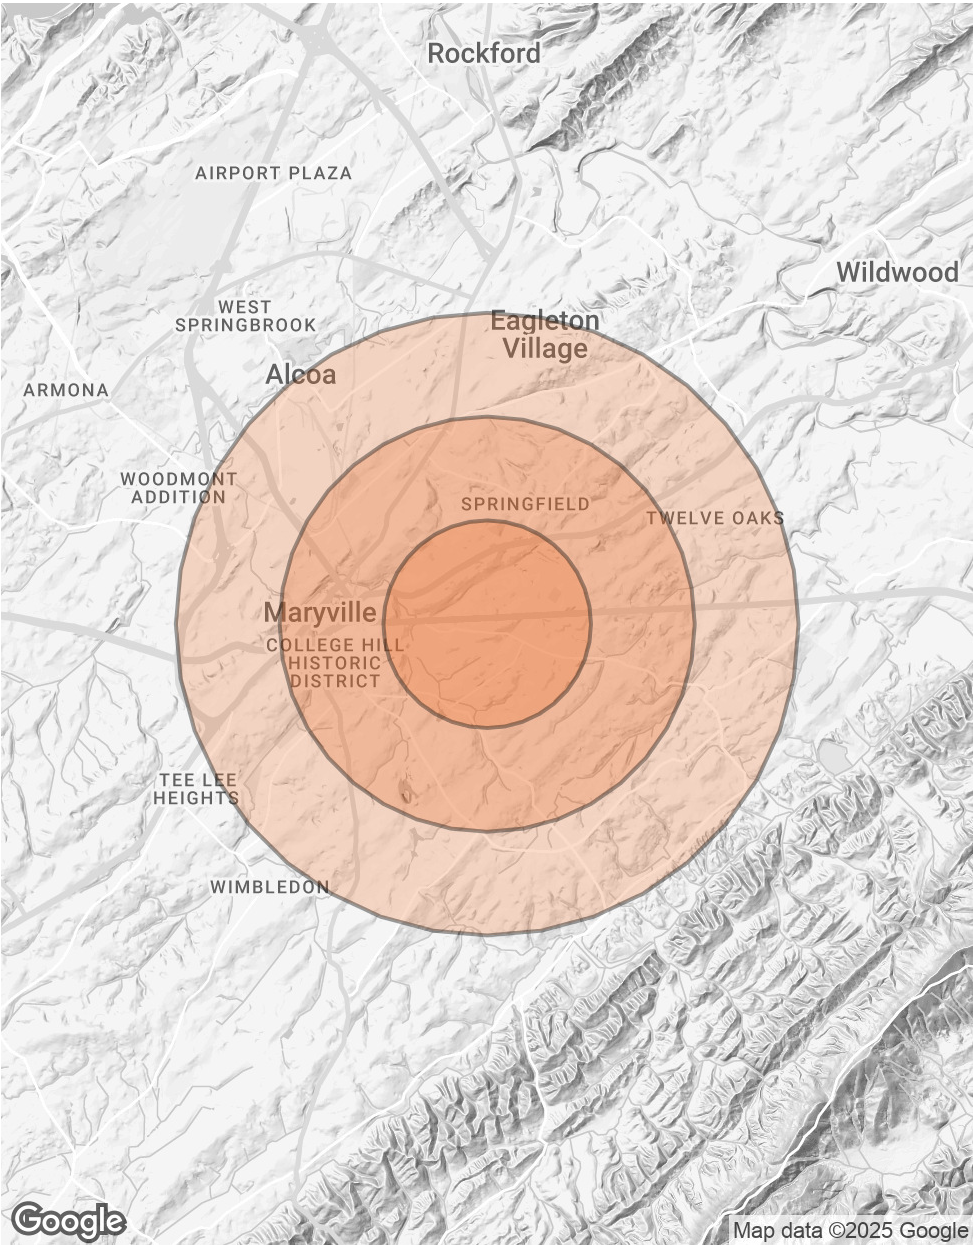 Rockford
AIRPORT PLAZA
Wildwood
WEST
SPRINGBROOK
Eagleton
Village
Alcoa
ARMONA
WOODMONT
ADDITION
SPRINGFIELD
TWELVE OAKS
Maryville
COLLEGE HILL
HISTORIC
DISTRICT
TEE LEE
HEIGHTS
WIMBLEDON
Google
Map data ©2025 Google